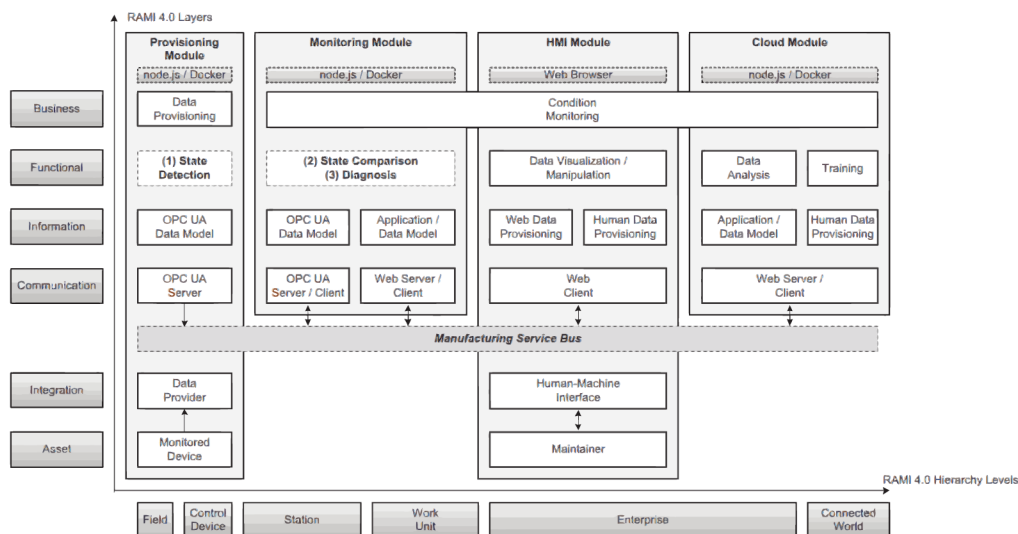 RAMI 4.0 Layers
Provisioning
Module
Monitoring Module
HMI Module
Cloud Module
node.js / Docker
node.js / Docker
Web Browser
node.js / Docker
Business
Data
Provisioning
Condition
Monitoring
Functional
(1) State
Detection
(2) State Comparison
(3) Diagnosis
Data Visualization /
Manipulation
Data
Analysis
Training
Information
OPC UA
Data Model
OPC UA
Data Model
Application /
Data Model
Web Data
Provisioning
Human Data
Provisioning
Application /
Data Model
Human Data
Provisioning
Communication
OPC UA
Server
OPC UA
Server / Client
Web Server /
Client
Web
Client
Web Server /
Client
Manufacturing Service Bus
Integration
Data
Provider
Human-Machine
Interface
Asset
Monitored
Device
Maintainer
RAMI 4.0 Hierarchy Levels
Field
Control
Device
Station
Work
Unit
Enterprise
Connected
World